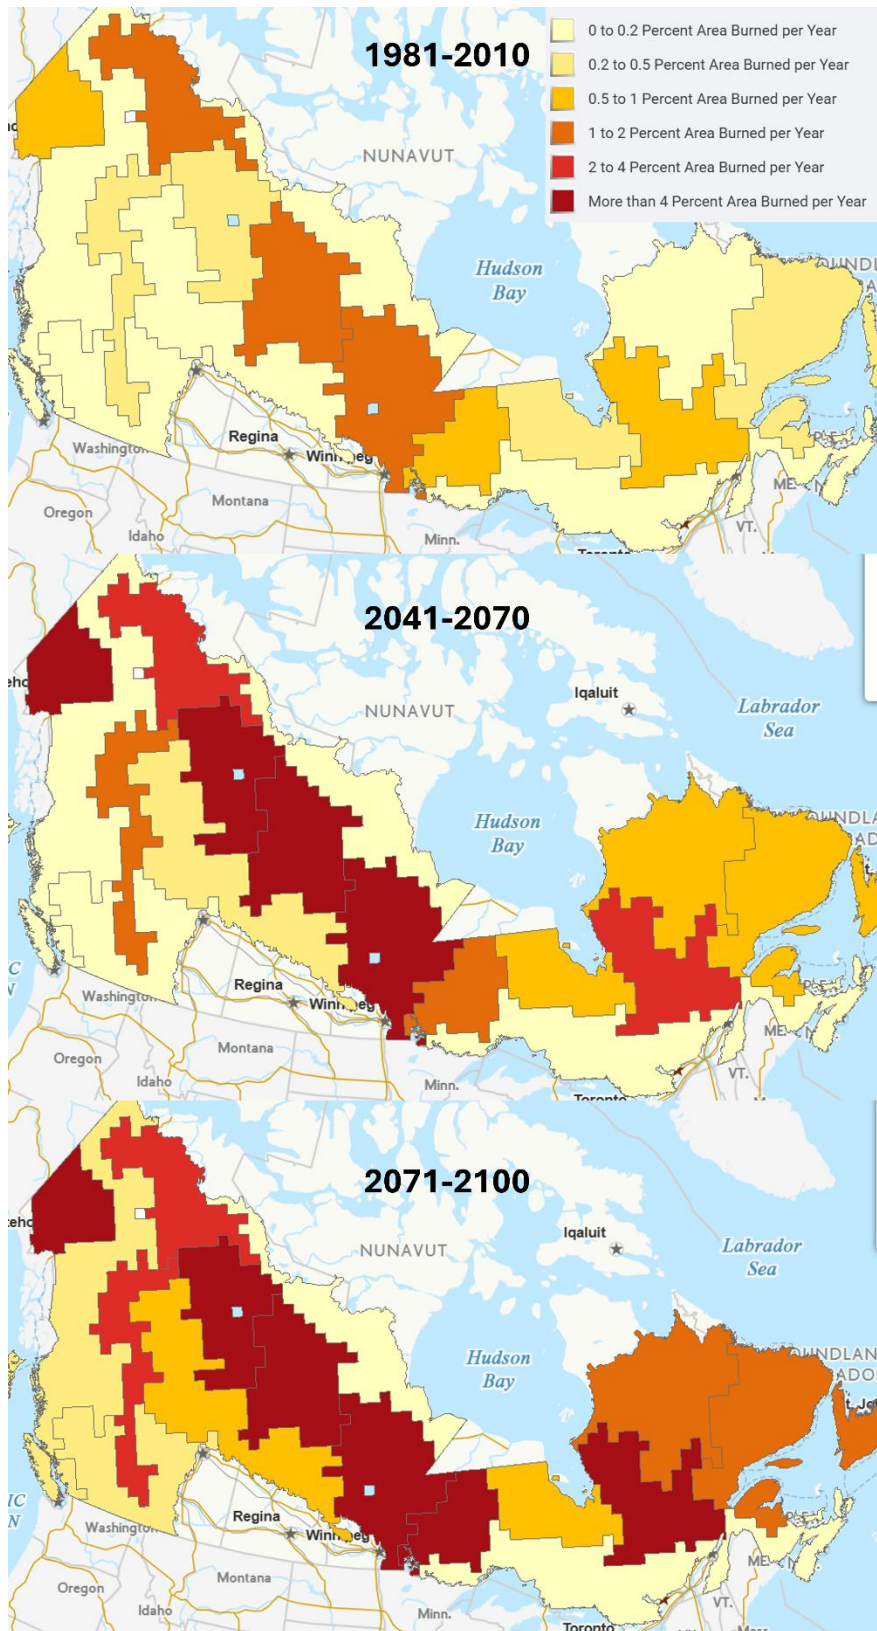 1981-2010
0 to 0.2 Percent Area Burned per Year
0.2 to 0.5 Percent Area Burned per Year
0.5 to 1 Percent Area Burned per Year
1 to 2 Percent Area Burned per Year
2 to 4 Percent Area Burned per Year
More than 4 Percent Area Burned per Year
NUNAVUT
Hudson
Bay
Regina
Washington
Montana
Oregon
Idaho
Minn.
VT.
Toronto
2041-2070
Iqaluit
NUNAVUT
Labrador
Sea
Hudson
Bay
Regina
Montana
Oregon
Idaho
Minn.
VT.
Toronto
2071-2100
Iqaluit
NUNAVUT
Labrador
Sea
Hudson
Bay
Regina
Montana
Oregon
Idaho
Minn.
VT.
Toronto